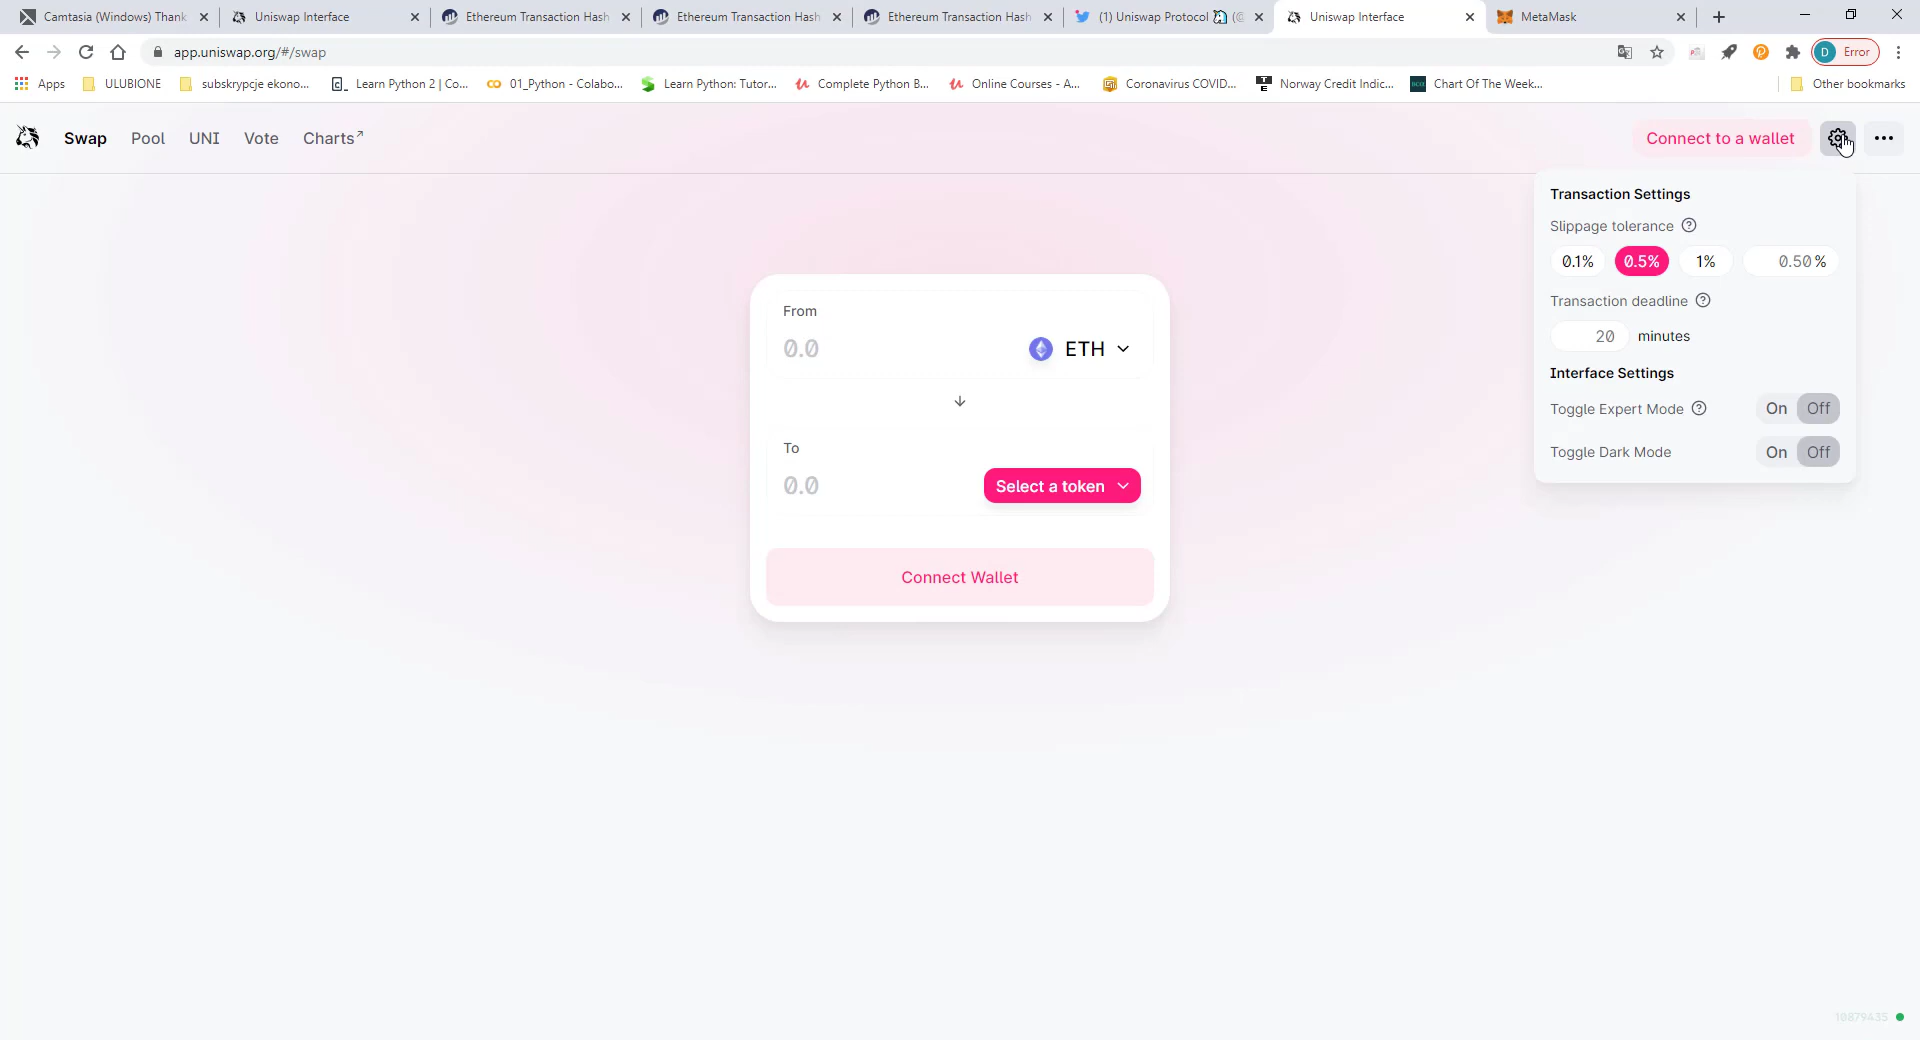 Camtasia (Windows) Thank
Uniswap Interface
Ethereum Transaction Hash
Ethereum Transaction Hash
Ethereum Transaction Hash
(1) Uniswap Protocol
Uniswap Interface
MetaMask
app.uniswap.org/#/swap
D Error
Apps
ULUBIONE
subskrypcje ekono...
Learn Python 2 | Co...
01_Python - Colabo...
Learn Python: Tutor...
Complete Python B...
Online Courses - A...
Coronavirus COVID...
Norway Credit Indic...
Chart Of The Week...
Other bookmarks
Swap
Pool
UNI
Vote
Charts↗
Connect to a wallet
Transaction Settings
Slippage tolerance ?
0.1% 0.5% 1% 0.50%
Transaction deadline ?
20 minutes
Interface Settings
Toggle Expert Mode ? On Off
Toggle Dark Mode On Off
From
0.0 ETH
To
0.0 Select a token
Connect Wallet
10879435